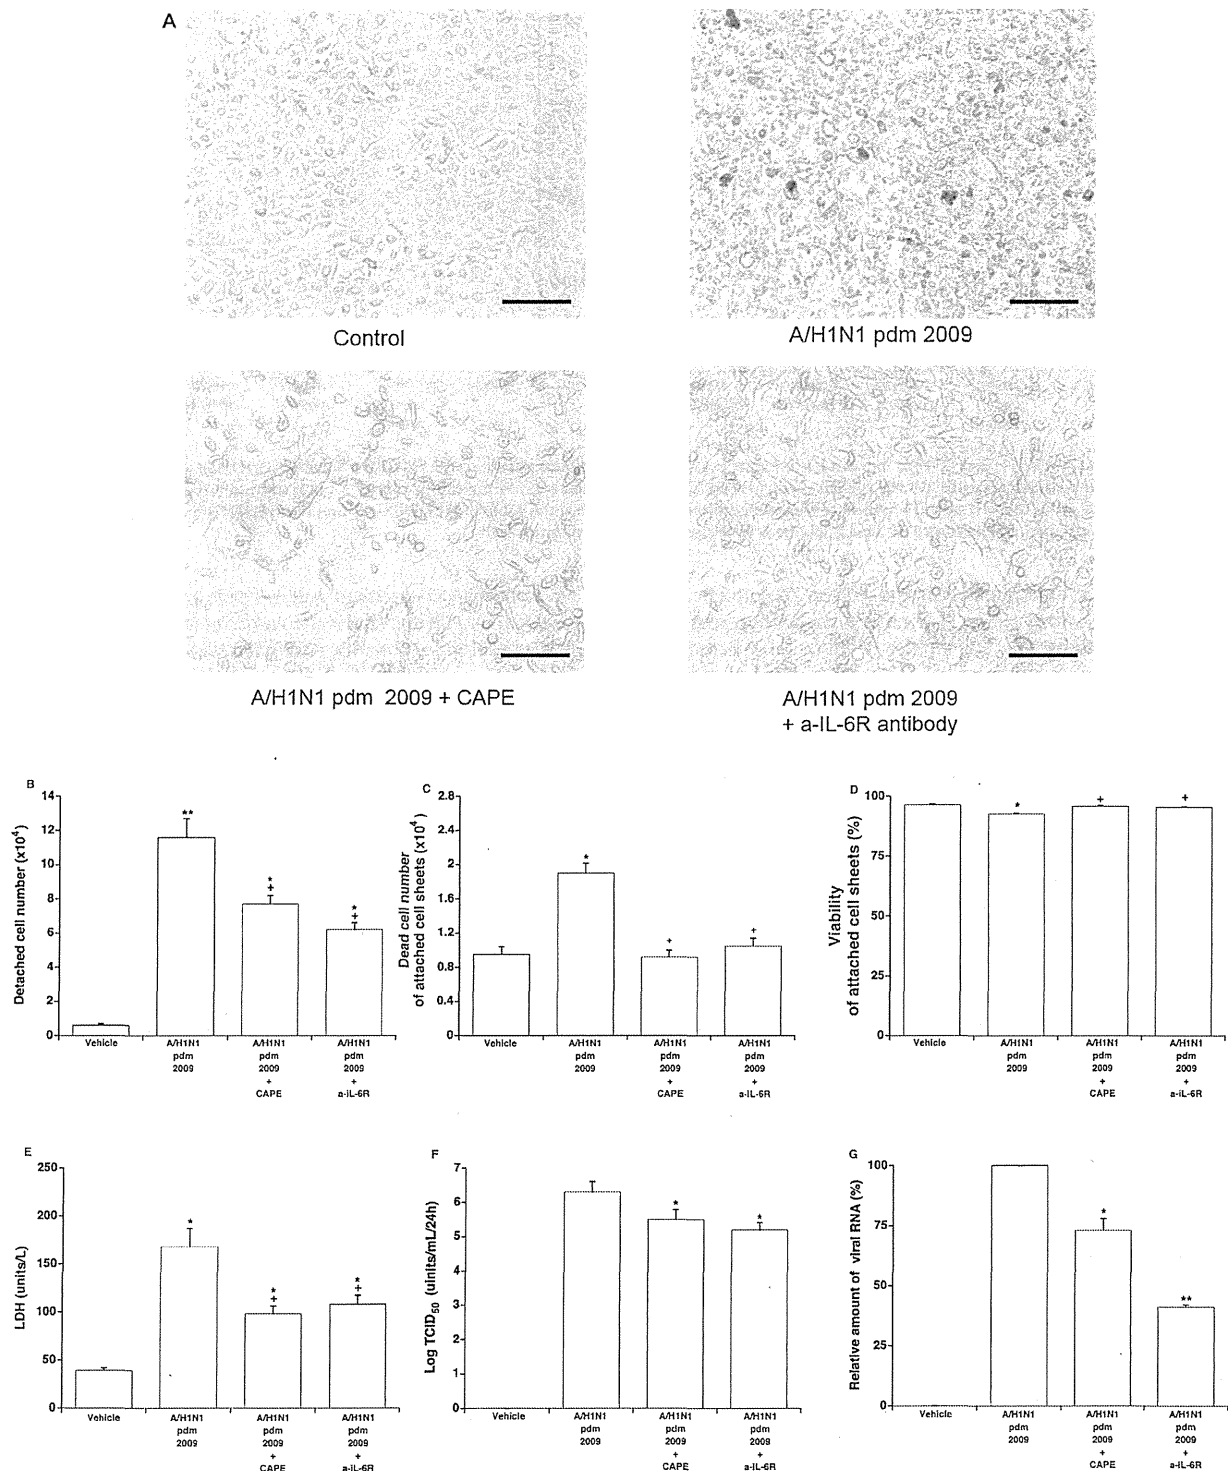 A
Control
A/H1N1 pdm 2009
A/H1N1 pdm 2009 + CAPE
A/H1N1 pdm 2009
+ a-IL-6R antibody
B
Detached cell number (x10⁴)
14
12
10
8
6
4
2
0
**
*
+
*
+
Vehicle
A/H1N1
pdm
2009
A/H1N1
pdm
2009
+
CAPE
A/H1N1
pdm
2009
+
a-IL-6R
C
Dead cell number
of attached cell sheets (x10⁴)
2.8
2.4
2
1.6
1.2
0.8
0.4
0
*
+
+
Vehicle
A/H1N1
pdm
2009
A/H1N1
pdm
2009
+
CAPE
A/H1N1
pdm
2009
+
a-IL-6R
D
Viability
of attached cell sheets (%)
100
75
50
25
0
*
+
+
Vehicle
A/H1N1
pdm
2009
A/H1N1
pdm
2009
+
CAPE
A/H1N1
pdm
2009
+
a-IL-6R
E
LDH (units/L)
250
200
150
100
50
0
*
*
+
*
+
Vehicle
A/H1N1
pdm
2009
A/H1N1
pdm
2009
+
CAPE
A/H1N1
pdm
2009
+
a-IL-6R
F
Log TCID₅₀ (uinits/mL/24h)
7
6
5
4
3
2
1
0
*
*
Vehicle
A/H1N1
pdm
2009
A/H1N1
pdm
2009
+
CAPE
A/H1N1
pdm
2009
+
a-IL-6R
G
Relative amount of viral RNA (%)
100
75
50
25
0
*
**
Vehicle
A/H1N1
pdm
2009
A/H1N1
pdm
2009
+
CAPE
A/H1N1
pdm
2009
+
a-IL-6R